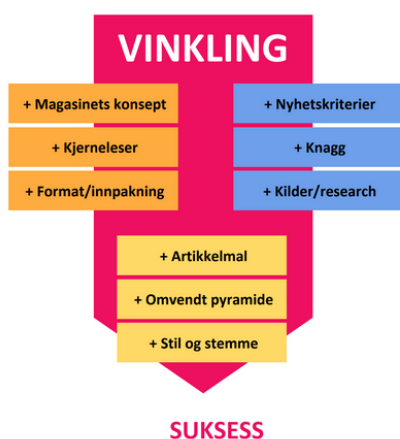 VINKLING
+ Magasinets konsept
+ Kjerneleser
+ Format/innpakning
+ Nyhetskriterier
+ Knagg
+ Kilder/research
+ Artikkelmal
+ Omvendt pyramide
+ Stil og stemme
SUKSESS